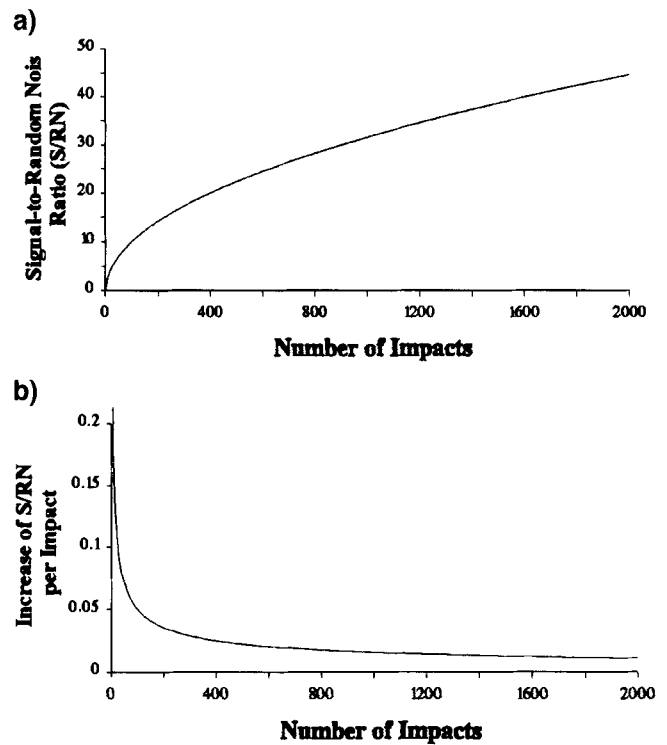 a)
Signal-to-Random Nois
Ratio (S/RN)
50
40
30
20
10
0
0 400 800 1200 1600 2000
Number of Impacts
b)
Increase of S/RN
per Impact
0.2
0.15
0.1
0.05
0
0 400 800 1200 1600 2000
Number of Impacts